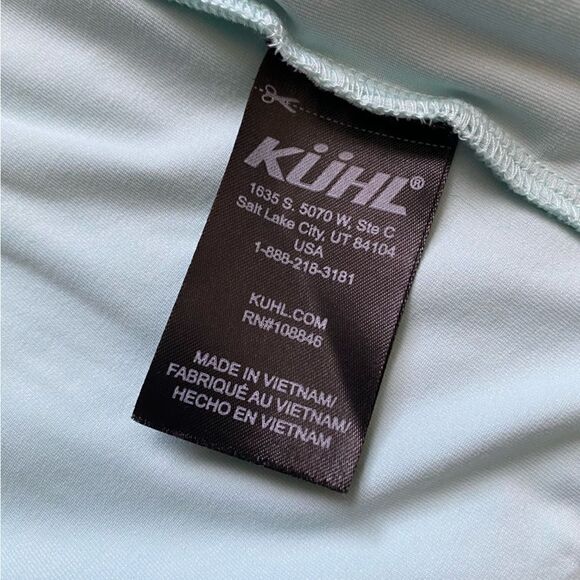 KÜHL®
1635 S. 5070 W, Ste C
Salt Lake City, UT 84104
USA
1-888-218-3181
KUHL.COM
RN#108846
MADE IN VIETNAM/
FABRIQUÉ AU VIETNAM/
HECHO EN VIETNAM